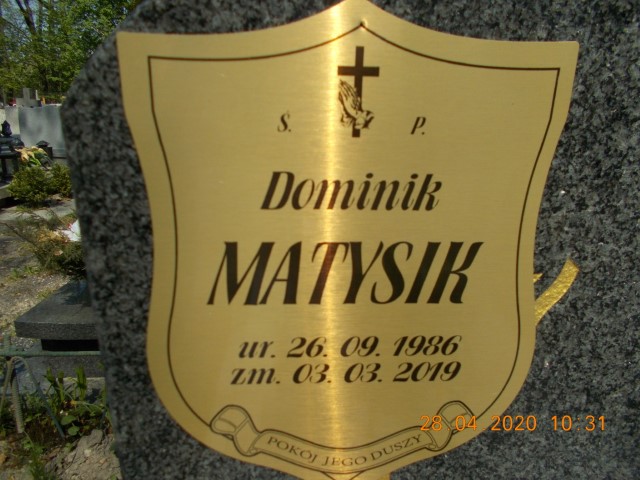 Ś. P.
Dominik
MATYSIK
ur. 26. 09. 1986
zm. 03. 03. 2019
POKÓJ JEGO DUSZY
28 04 2020 10:31